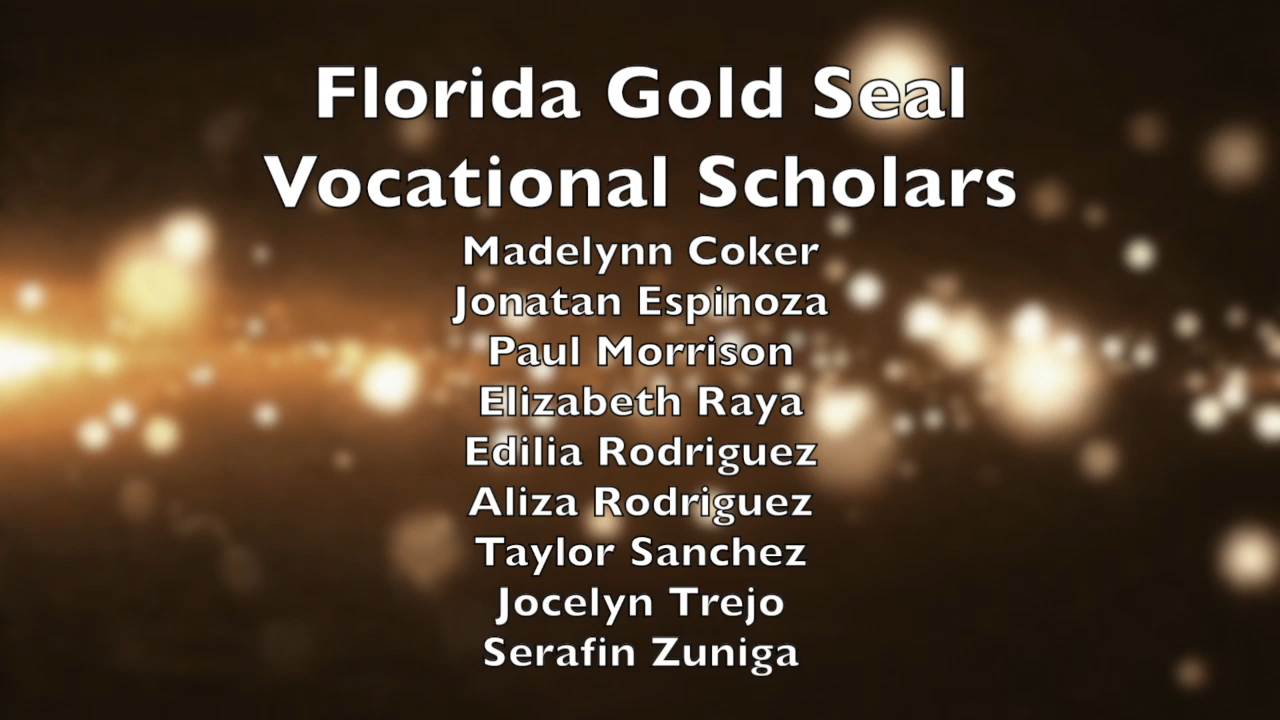 Florida Gold Seal
Vocational Scholars
Madelynn Coker
Jonatan Espinoza
Paul Morrison
Elizabeth Raya
Edilia Rodriguez
Aliza Rodriguez
Taylor Sanchez
Jocelyn Trejo
Serafin Zuniga